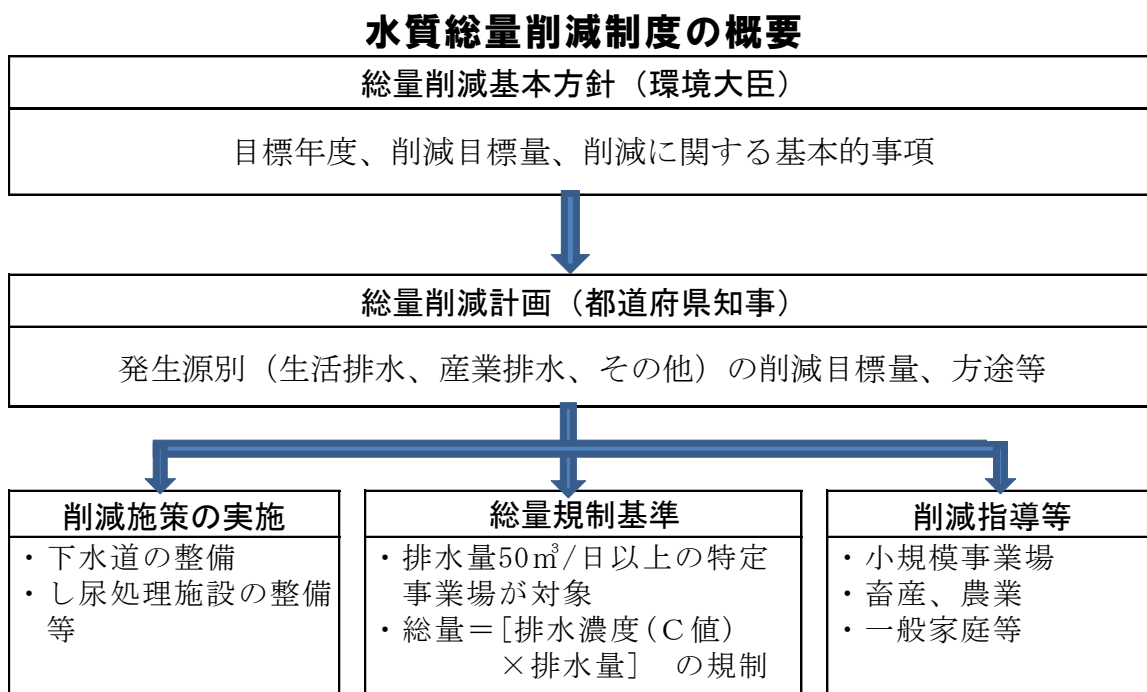 水質総量削減制度の概要
総量削減基本方針（環境大臣）
目標年度、削減目標量、削減に関する基本的事項
総量削減計画（都道府県知事）
発生源別（生活排水、産業排水、その他）の削減目標量、方途等
削減施策の実施
・下水道の整備
・し尿処理施設の整備
等
総量規制基準
・排水量50㎥/日以上の特定
事業場が対象
・総量＝[排水濃度(Ｃ値)
×排水量] の規制
削減指導等
・小規模事業場
・畜産、農業
・一般家庭等